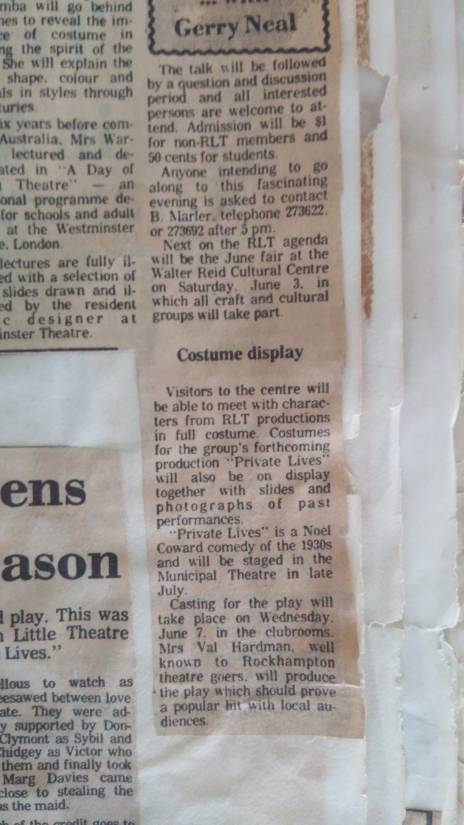 mba will go behind
nes to reveal the im-
ce of costume in
ng the spirit of the
She will explain the
shape, colour and
als in styles through
turies.
ix years before com-
Australia, Mrs War-
lectured and de-
ated in "A Day of
Theatre" — an
onal programme de-
for schools and adult
at the Westminster
e, London.
lectures are fully il-
ed with a selection of
slides drawn and il-
ed by the resident
c designer at
inster Theatre.
Gerry Neal
The talk will be followed
by a question and discussion
period and all interested
persons are welcome to at-
tend. Admission will be $1
for non-RLT members and
50 cents for students.
Anyone intending to go
along to this fascinating
evening is asked to contact
B. Marler, telephone 273622,
or 273692 after 5 pm.
Next on the RLT agenda
will be the June fair at the
Walter Reid Cultural Centre
on Saturday, June 3, in
which all craft and cultural
groups will take part.
Costume display
Visitors to the centre will
be able to meet with charac-
ters from RLT productions
in full costume. Costumes
for the group's forthcoming
production "Private Lives"
will also be on display
together with slides and
photographs of past
performances.
"Private Lives" is a Noel
Coward comedy of the 1930s
and will be staged in the
Municipal Theatre in late
July.
Casting for the play will
take place on Wednesday,
June 7, in the clubrooms.
Mrs Val Hardman, well
known to Rockhampton
theatre goers, will produce
the play which should prove
a popular hit with local au-
diences.
ens
ason
d play. This was
n Little Theatre
Lives."
llous to watch as
eesawed between love
ate. They were ad-
y supported by Don-
Clymont as Sybil and
Chidgey as Victor who
them and finally took
Marg Davies came
close to stealing the
as the maid.
h of the credit goes to